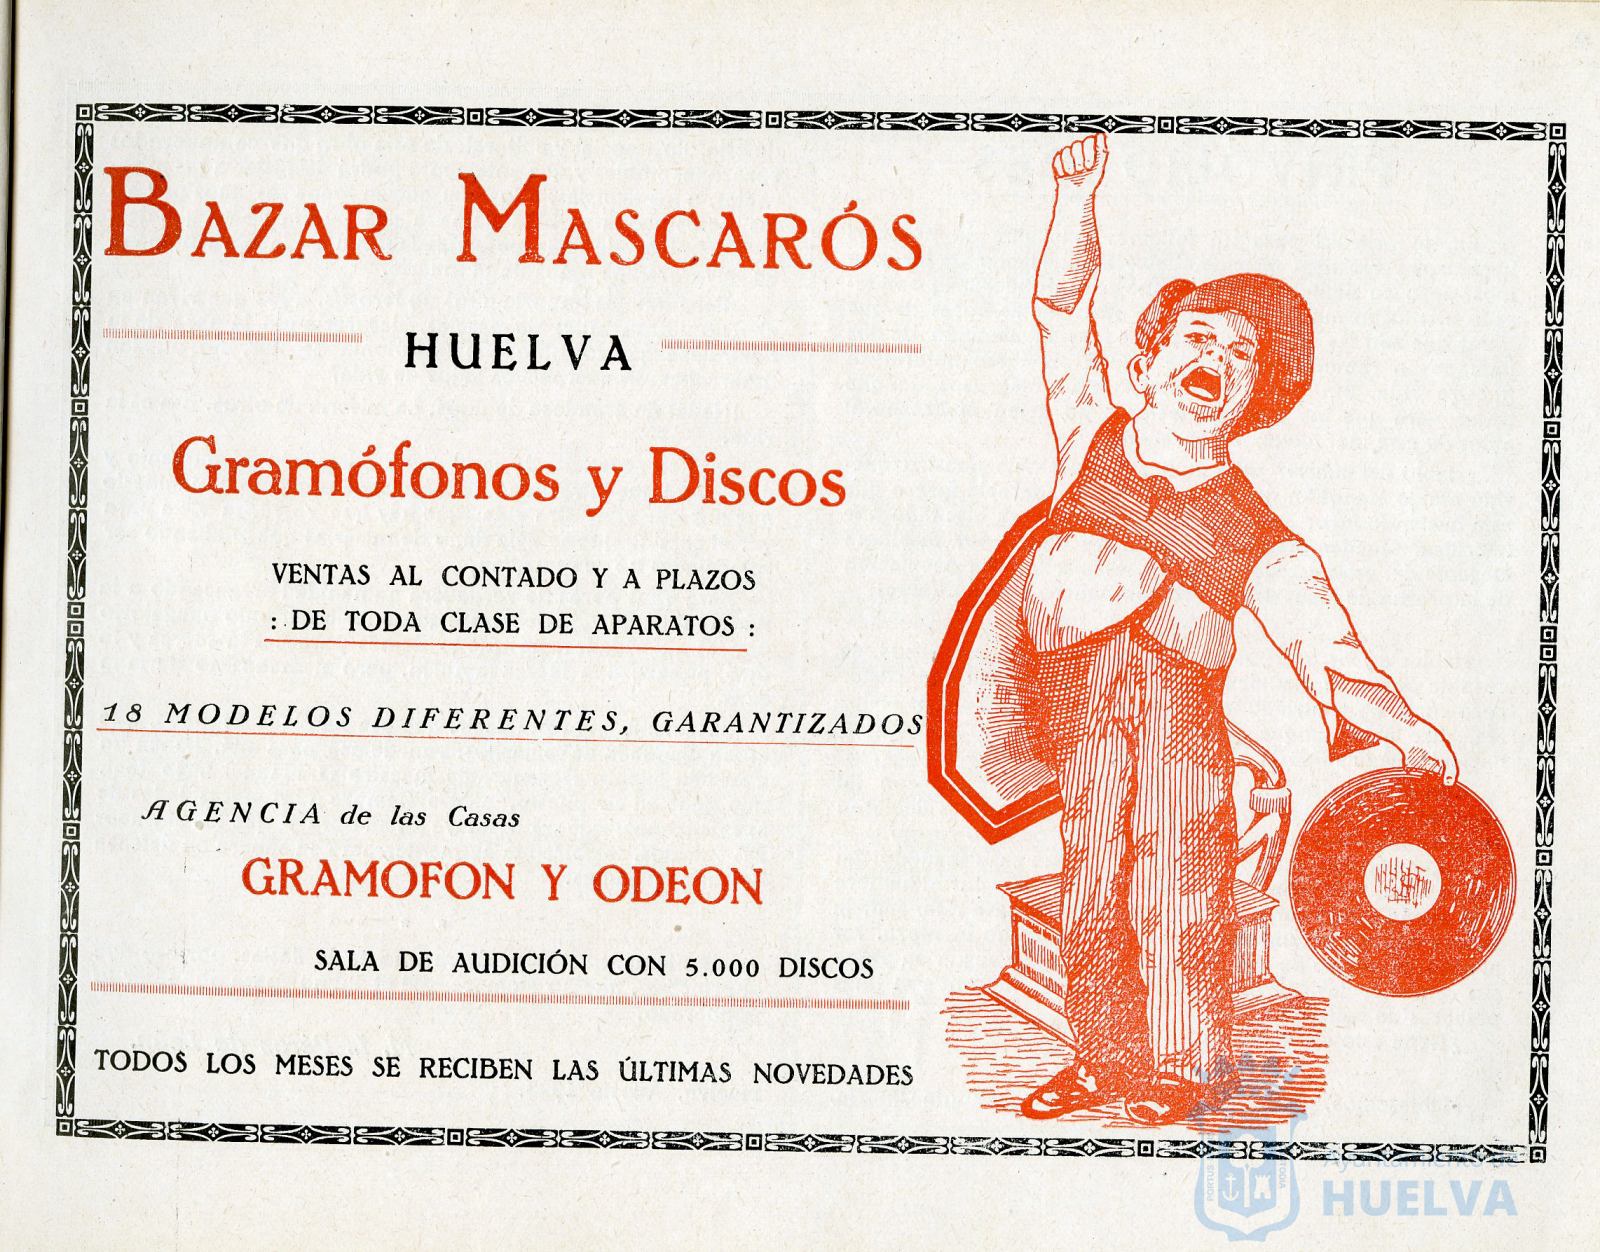 BAZAR MASCARÓS
HUELVA
Gramófonos y Discos
VENTAS AL CONTADO Y A PLAZOS
: DE TODA CLASE DE APARATOS :
18 MODELOS DIFERENTES, GARANTIZADOS
AGENCIA de las Casas
GRAMOFON Y ODEON
SALA DE AUDICIÓN CON 5.000 DISCOS
TODOS LOS MESES SE RECIBEN LAS ÚLTIMAS NOVEDADES
Ayuntamiento de
HUELVA